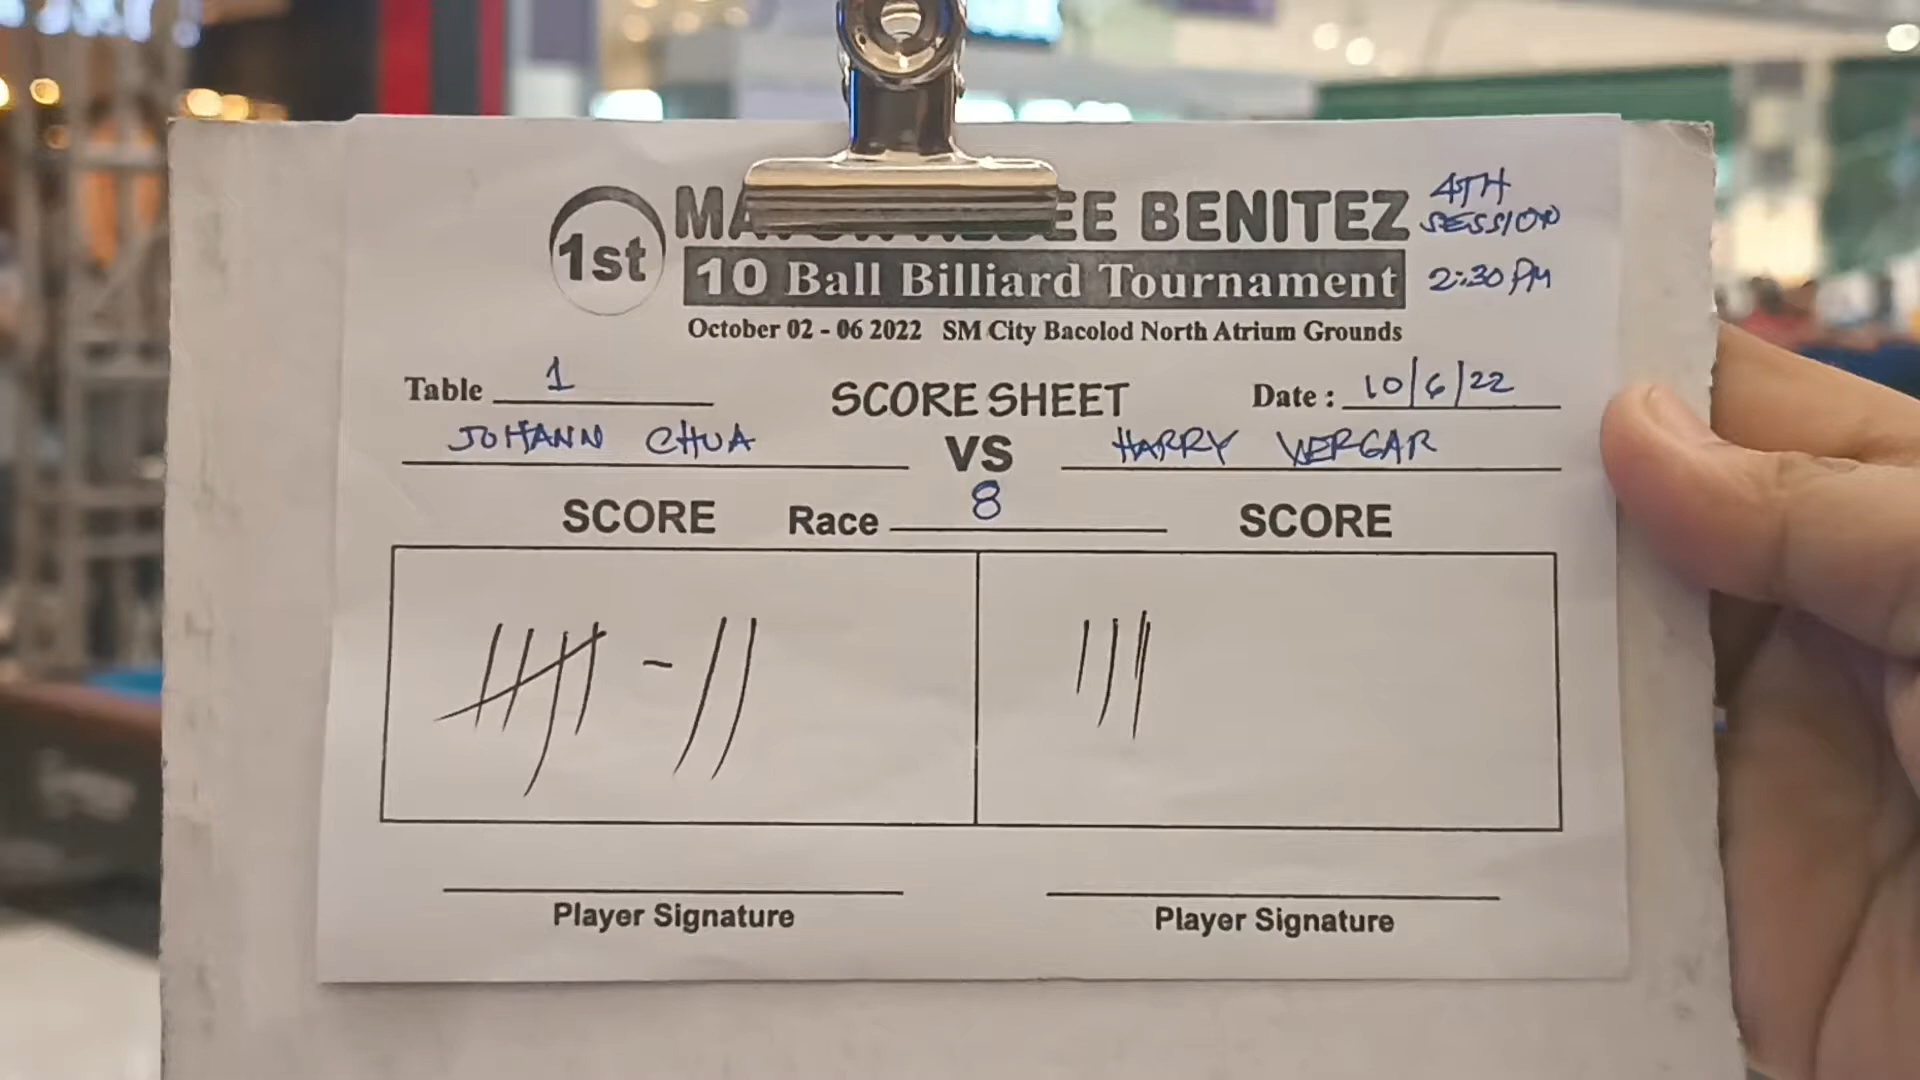 1st
EE BENITEZ
10 Ball Billiard Tournament
October 02 - 06 2022 SM City Bacolod North Atrium Grounds
4TH
SESSION
2:30 PM
Table 1
SCORE SHEET
Date : 10/6/22
JOHANN CHUA
VS
HARRY VERGAR
SCORE
Race 8
SCORE
Player Signature
Player Signature